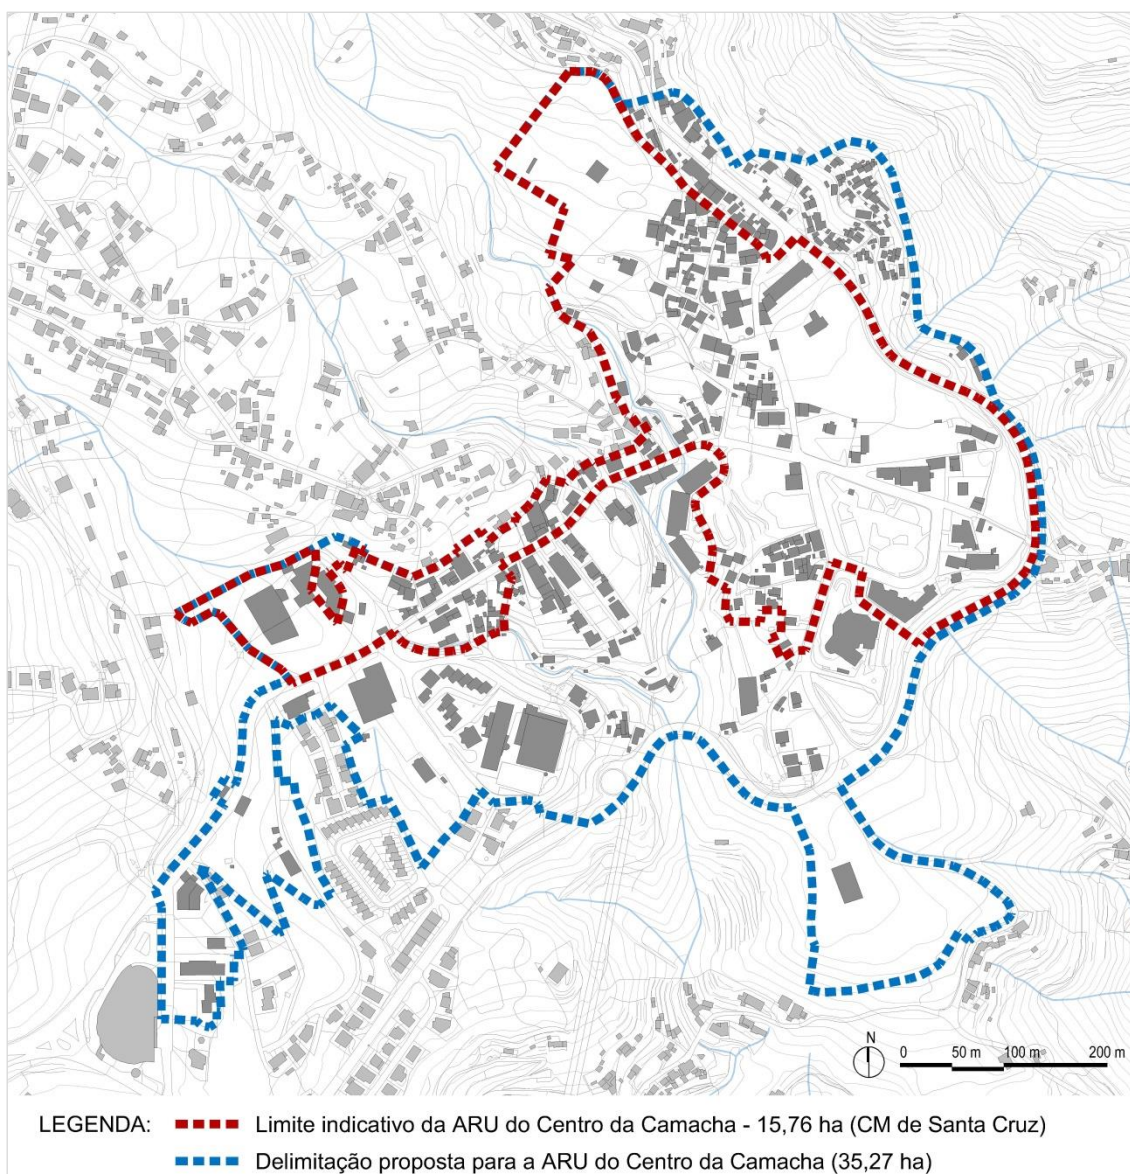 N
0 50 m 100 m 200 m
LEGENDA: Limite indicativo da ARU do Centro da Camacha - 15,76 ha (CM de Santa Cruz)
Delimitação proposta para a ARU do Centro da Camacha (35,27 ha)